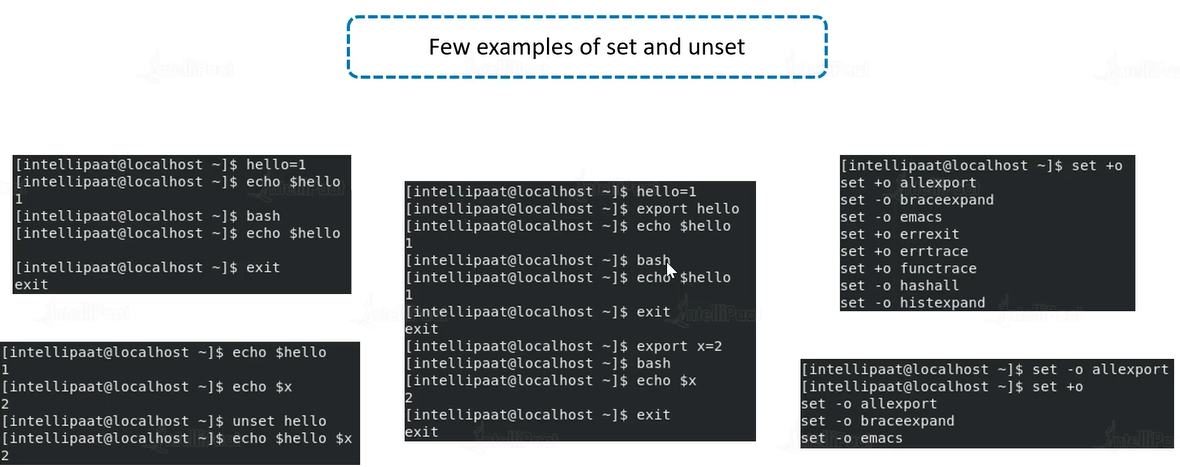 Few examples of set and unset
[intellipaat@localhost ~]$ hello=1
[intellipaat@localhost ~]$ echo $hello
1
[intellipaat@localhost ~]$ bash
[intellipaat@localhost ~]$ echo $hello
[intellipaat@localhost ~]$ exit
exit
[intellipaat@localhost ~]$ echo $hello
1
[intellipaat@localhost ~]$ echo $x
2
[intellipaat@localhost ~]$ unset hello
[intellipaat@localhost ~]$ echo $hello $x
2
[intellipaat@localhost ~]$ hello=1
[intellipaat@localhost ~]$ export hello
[intellipaat@localhost ~]$ echo $hello
1
[intellipaat@localhost ~]$ bash
[intellipaat@localhost ~]$ echo $hello
1
[intellipaat@localhost ~]$ exit
exit
[intellipaat@localhost ~]$ export x=2
[intellipaat@localhost ~]$ bash
[intellipaat@localhost ~]$ echo $x
2
[intellipaat@localhost ~]$ exit
exit
[intellipaat@localhost ~]$ set +o
set +o allexport
set -o braceexpand
set -o emacs
set +o errexit
set +o errtrace
set +o functrace
set -o hashall
set -o histexpand
[intellipaat@localhost ~]$ set -o allexport
[intellipaat@localhost ~]$ set +o
set -o allexport
set -o braceexpand
set -o emacs